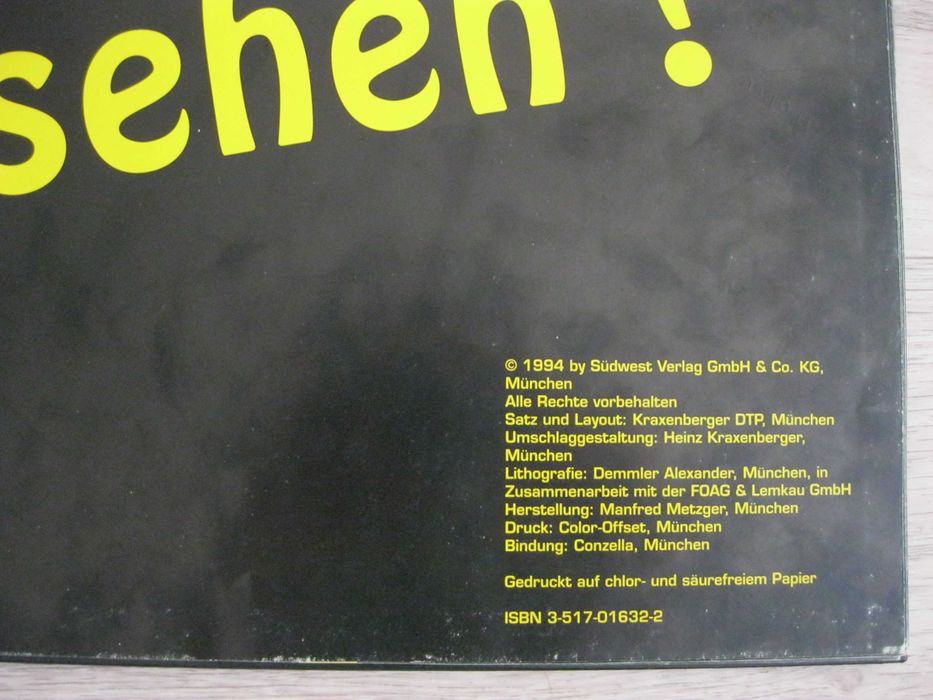 sehen !
© 1994 by Südwest Verlag GmbH & Co. KG,
München
Alle Rechte vorbehalten
Satz und Layout: Kraxenberger DTP, München
Umschlaggestaltung: Heinz Kraxenberger,
München
Lithografie: Demmler Alexander, München, in
Zusammenarbeit mit der FOAG & Lemkau GmbH
Herstellung: Manfred Metzger, München
Druck: Color-Offset, München
Bindung: Conzella, München
Gedruckt auf chlor- und säurefreiem Papier
ISBN 3-517-01632-2